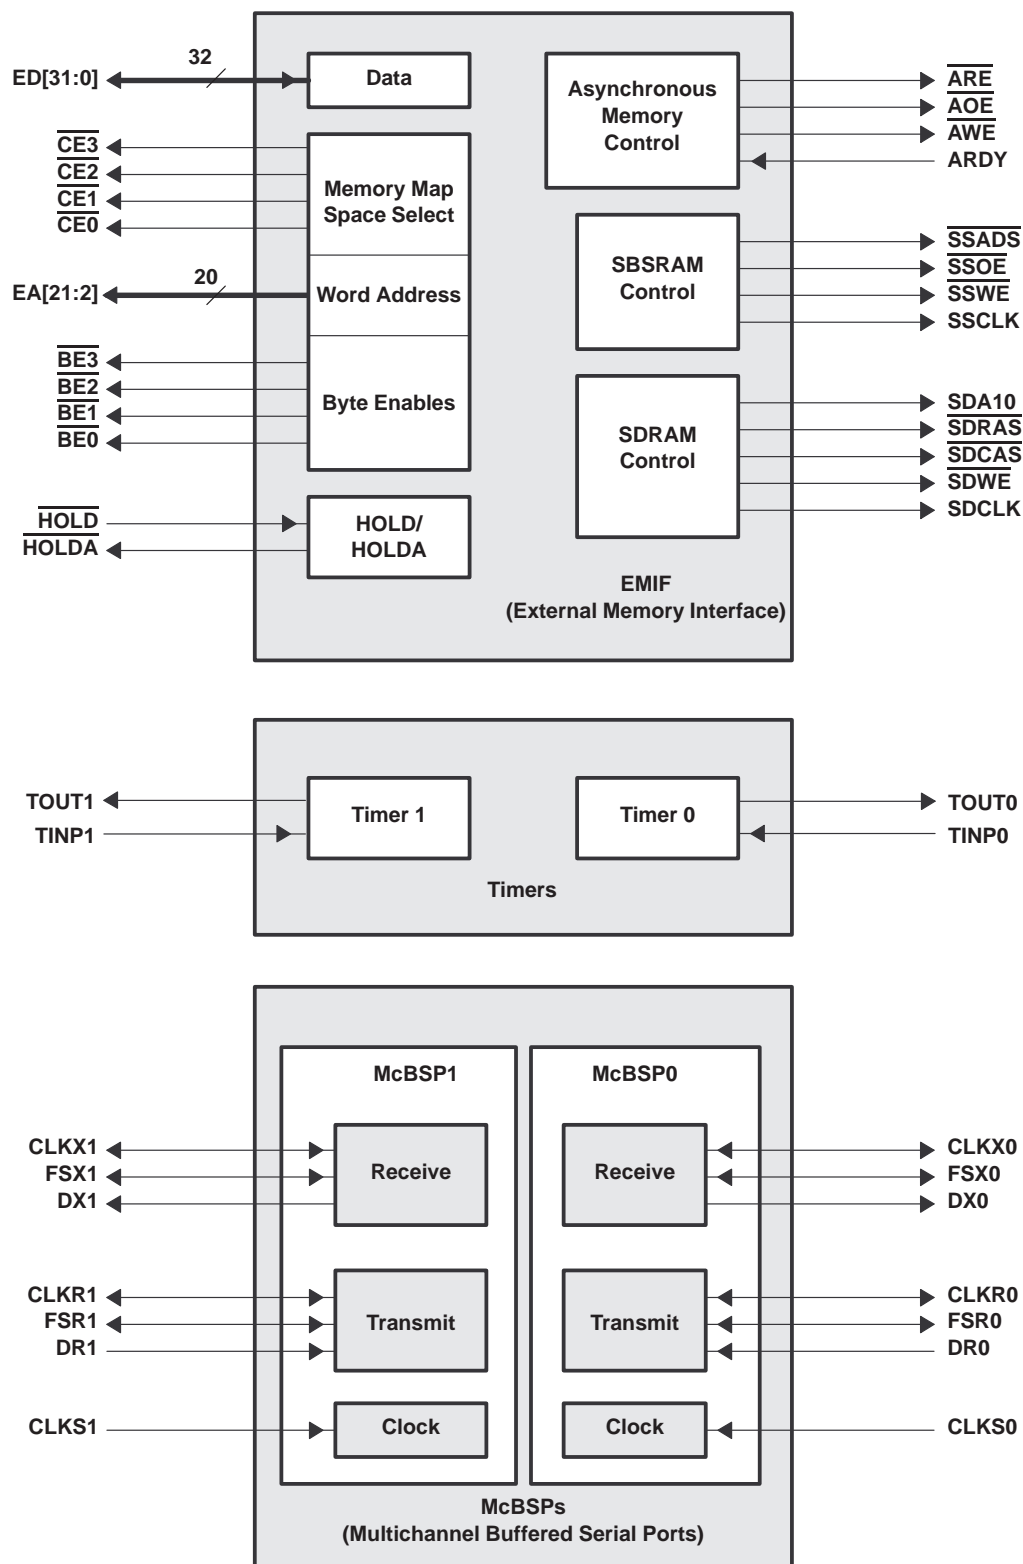 32
ED[31:0]
Data
CE3
CE2
CE1
CE0
Memory Map
Space Select
20
EA[21:2]
Word Address
BE3
BE2
BE1
BE0
Byte Enables
HOLD
HOLDA
HOLD/
HOLDA
Asynchronous
Memory
Control
ARE
AOE
AWE
ARDY
SBSRAM
Control
SSADS
SSOE
SSWE
SSCLK
SDRAM
Control
SDA10
SDRAS
SDCAS
SDWE
SDCLK
EMIF
(External Memory Interface)
TOUT1
TINP1
Timer 1
Timer 0
TOUT0
TINP0
Timers
McBSP1
McBSP0
CLKX1
FSX1
DX1
Receive
Receive
CLKX0
FSX0
DX0
CLKR1
FSR1
DR1
Transmit
Transmit
CLKR0
FSR0
DR0
CLKS1
Clock
Clock
CLKS0
McBSPs
(Multichannel Buffered Serial Ports)